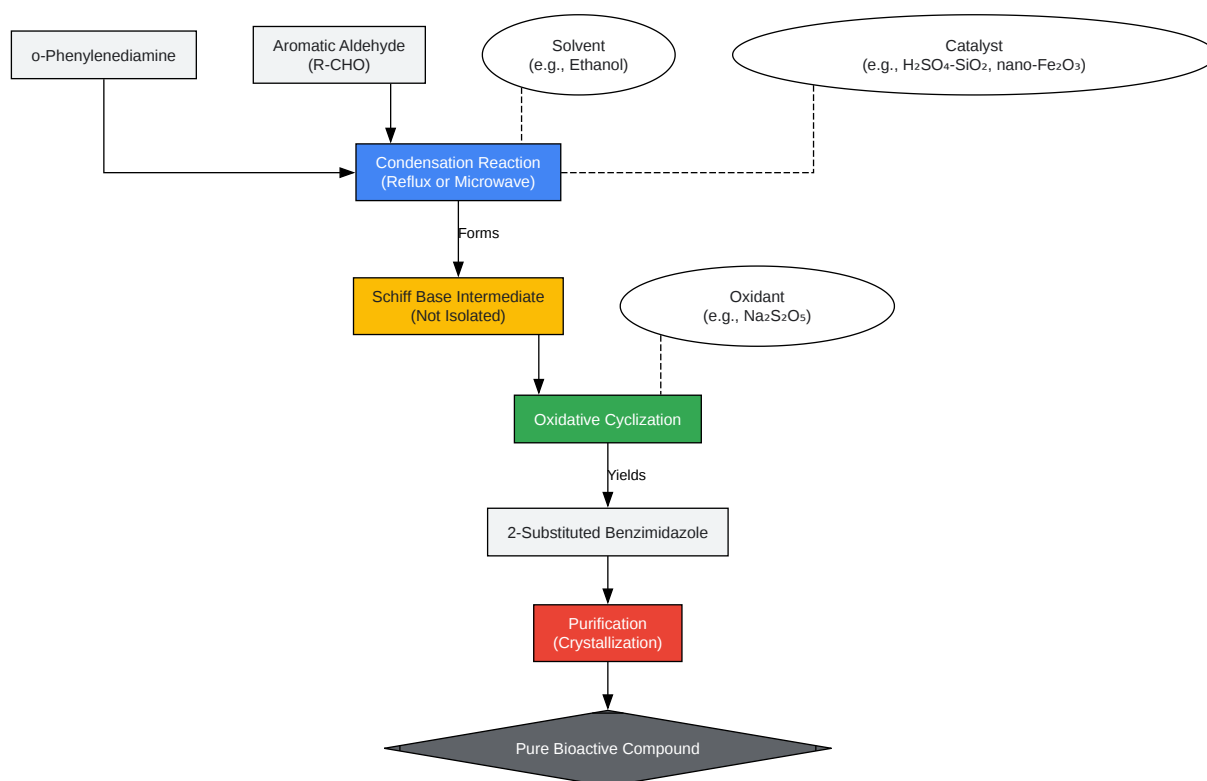 o-Phenylenediamine
Aromatic Aldehyde
(R-CHO)
Solvent
(e.g., Ethanol)
Catalyst
(e.g., H₂SO₄-SiO₂, nano-Fe₂O₃)
Condensation Reaction
(Reflux or Microwave)
Forms
Schiff Base Intermediate
(Not Isolated)
Oxidant
(e.g., Na₂S₂O₅)
Oxidative Cyclization
Yields
2-Substituted Benzimidazole
Purification
(Crystallization)
Pure Bioactive Compound